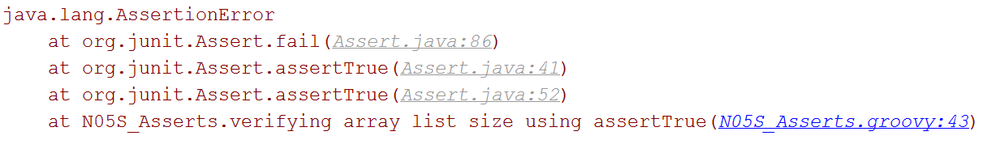 java.lang.AssertionError
at org.junit.Assert.fail(Assert.java:86)
at org.junit.Assert.assertTrue(Assert.java:41)
at org.junit.Assert.assertTrue(Assert.java:52)
at N05S_Asserts.verifying array list size using assertTrue(N05S_Asserts.groovy:43)